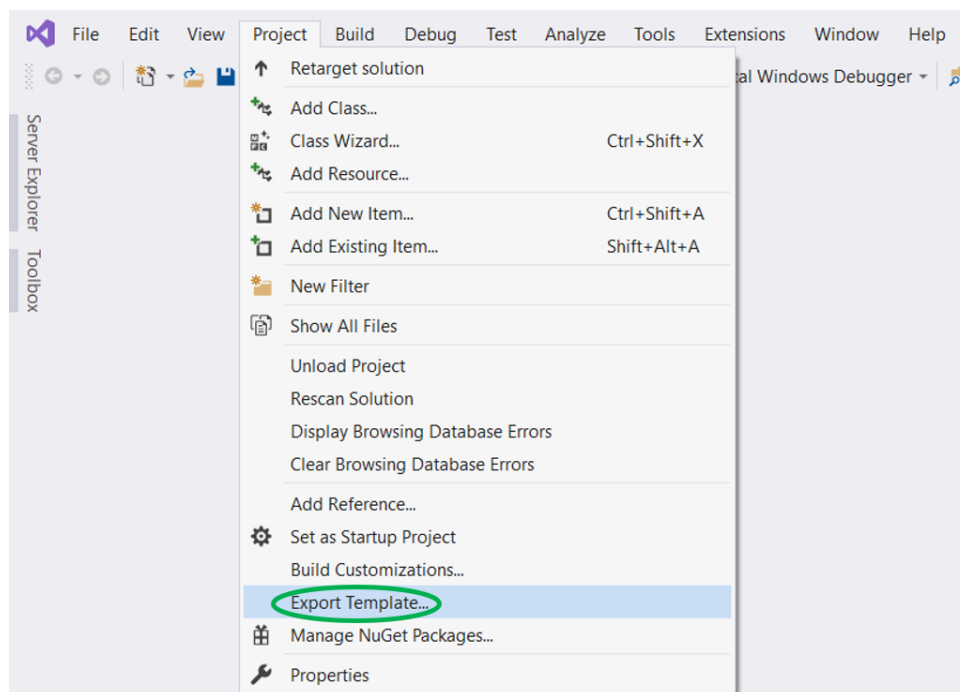 File Edit View Project Build Debug Test Analyze Tools Extensions Window Help
al Windows Debugger
Server Explorer
Toolbox
Retarget solution
Add Class...
Class Wizard... Ctrl+Shift+X
Add Resource...
Add New Item... Ctrl+Shift+A
Add Existing Item... Shift+Alt+A
New Filter
Show All Files
Unload Project
Rescan Solution
Display Browsing Database Errors
Clear Browsing Database Errors
Add Reference...
Set as Startup Project
Build Customizations...
Export Template...
Manage NuGet Packages...
Properties